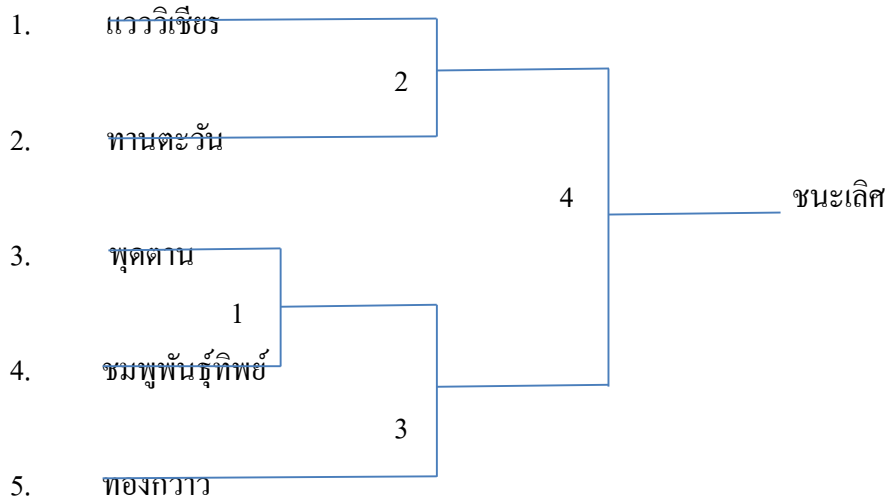 1. แววิเชียร
2
2. ทานตะวัน
4 ชนะเลิศ
3. พุดตาน
1
4. ชมพูพันธุ์ทิพย์
3
5. ทองกวาว